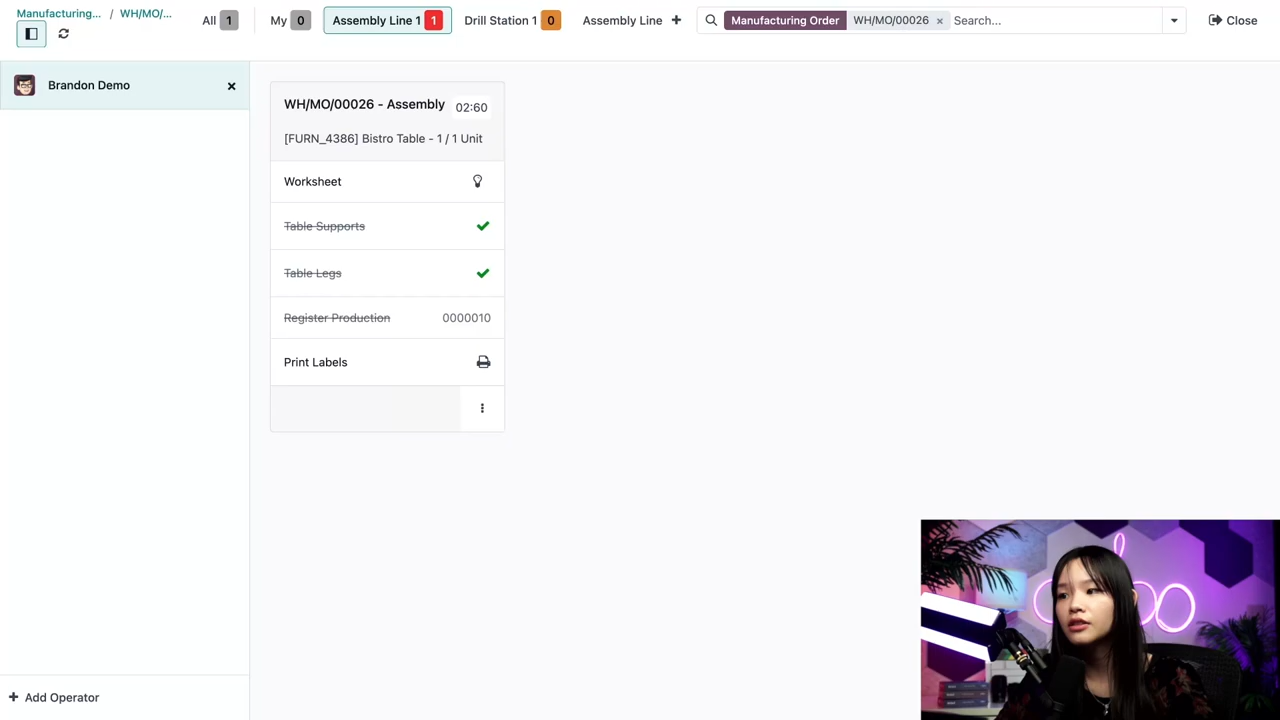 Manufacturing... / WH/MO/...
All 1
My 0
Assembly Line 1 1
Drill Station 1 0
Assembly Line +
Manufacturing Order WH/MO/00026 × Search...
Close
Brandon Demo
WH/MO/00026 - Assembly 02:60
[FURN_4386] Bistro Table - 1 / 1 Unit
Worksheet
Table Supports
Table Legs
Register Production 0000010
Print Labels
+ Add Operator